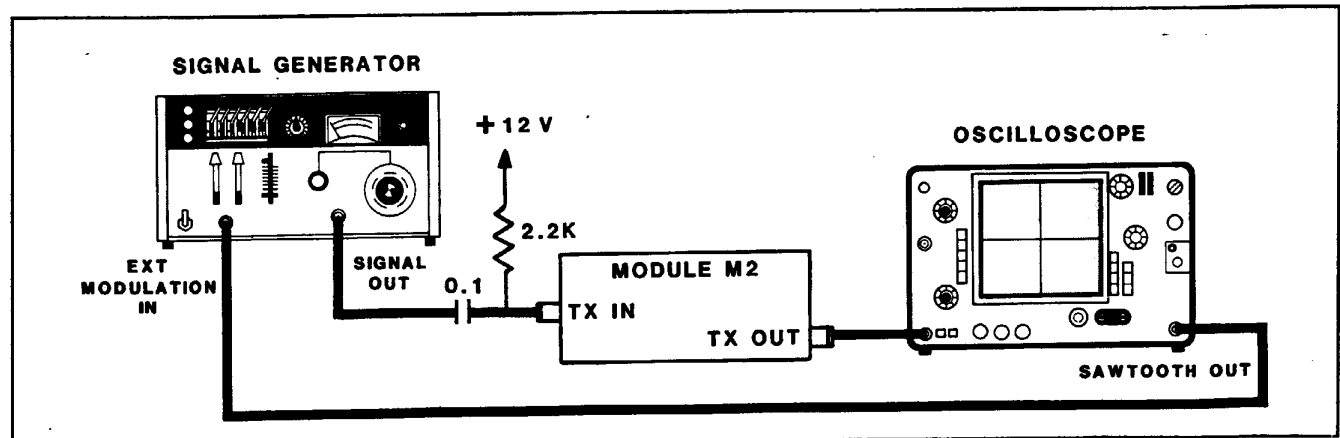 SIGNAL GENERATOR
+ 12 V
OSCILLOSCOPE
2.2K
EXT
MODULATION
IN
SIGNAL
OUT
0.1
MODULE M2
TX IN
TX OUT
SAWTOOTH OUT